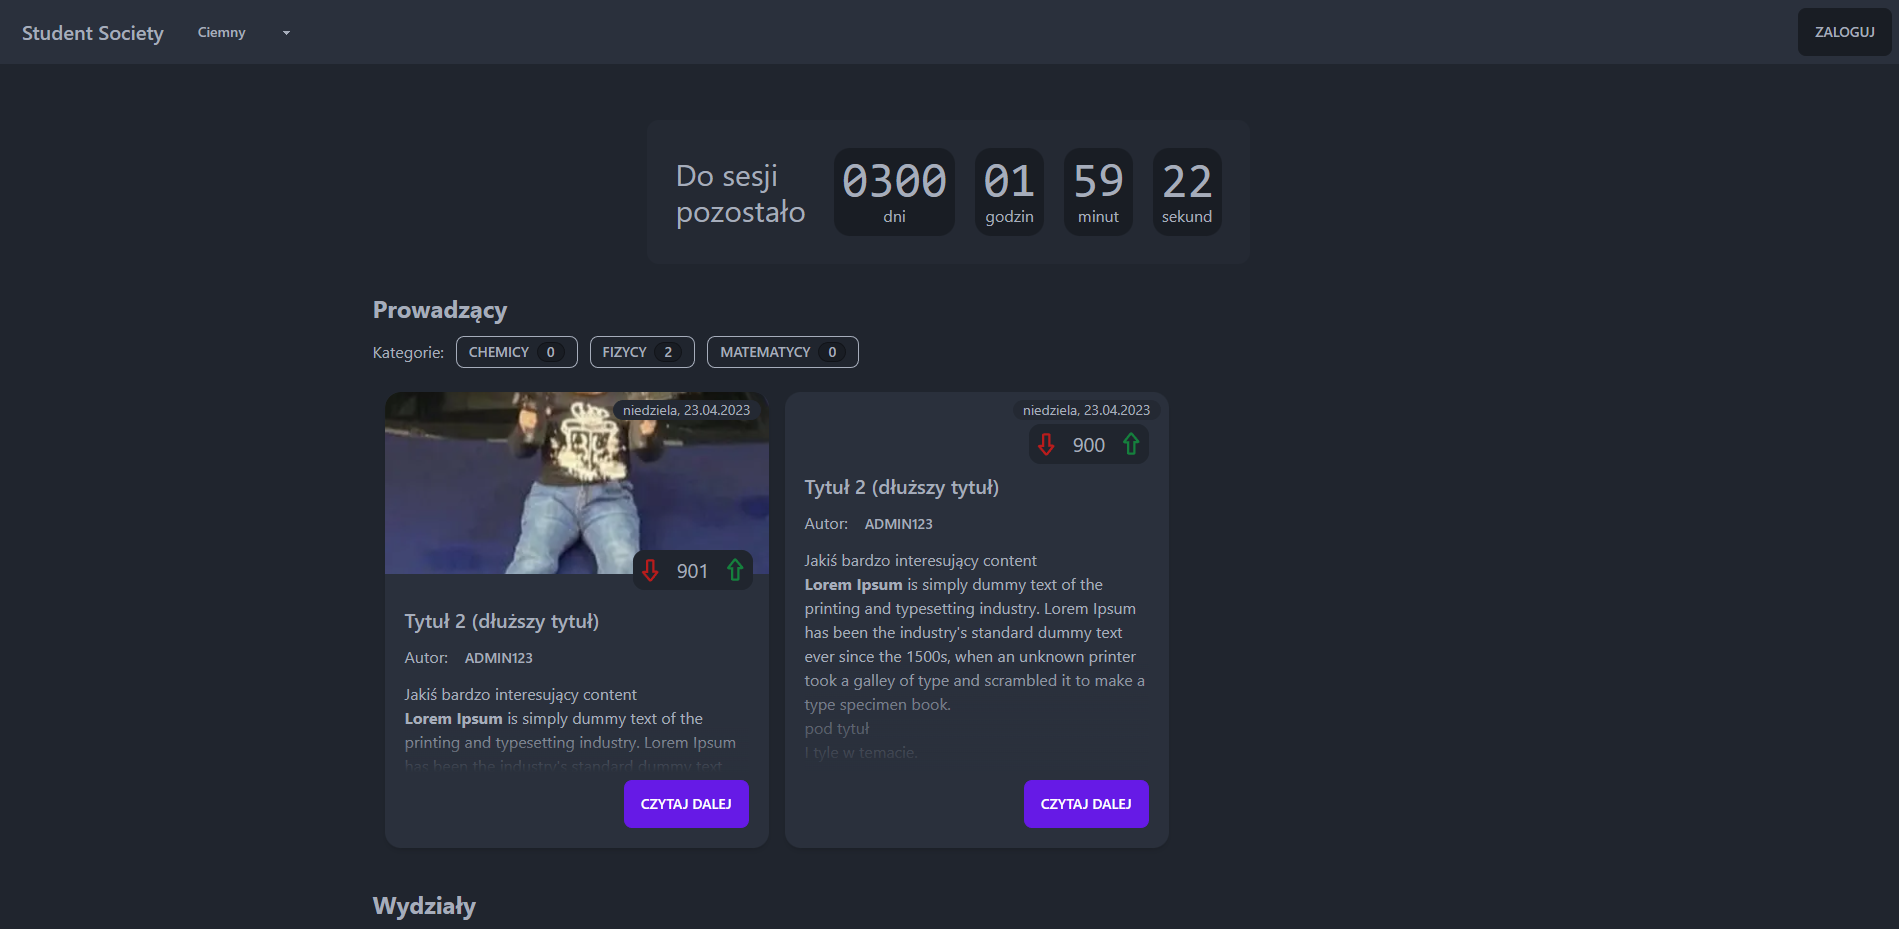 Student Society
Ciemny
ZALOGUJ
Do sesji
pozostało
0300
dni
01
godzin
59
minut
22
sekund
Prowadzący
Kategorie:
CHEMICY 0
FIZYCY 2
MATEMATYCY 0
niedziela, 23.04.2023
901
Tytuł 2 (dłuższy tytuł)
Autor: ADMIN123
Jakiś bardzo interesujący content
Lorem Ipsum is simply dummy text of the
printing and typesetting industry. Lorem Ipsum
has been the industry's standard dummy text
CZYTAJ DALEJ
niedziela, 23.04.2023
900
Tytuł 2 (dłuższy tytuł)
Autor: ADMIN123
Jakiś bardzo interesujący content
Lorem Ipsum is simply dummy text of the
printing and typesetting industry. Lorem Ipsum
has been the industry's standard dummy text
ever since the 1500s, when an unknown printer
took a galley of type and scrambled it to make a
type specimen book.
pod tytuł
I tyle w temacie.
CZYTAJ DALEJ
Wydziały